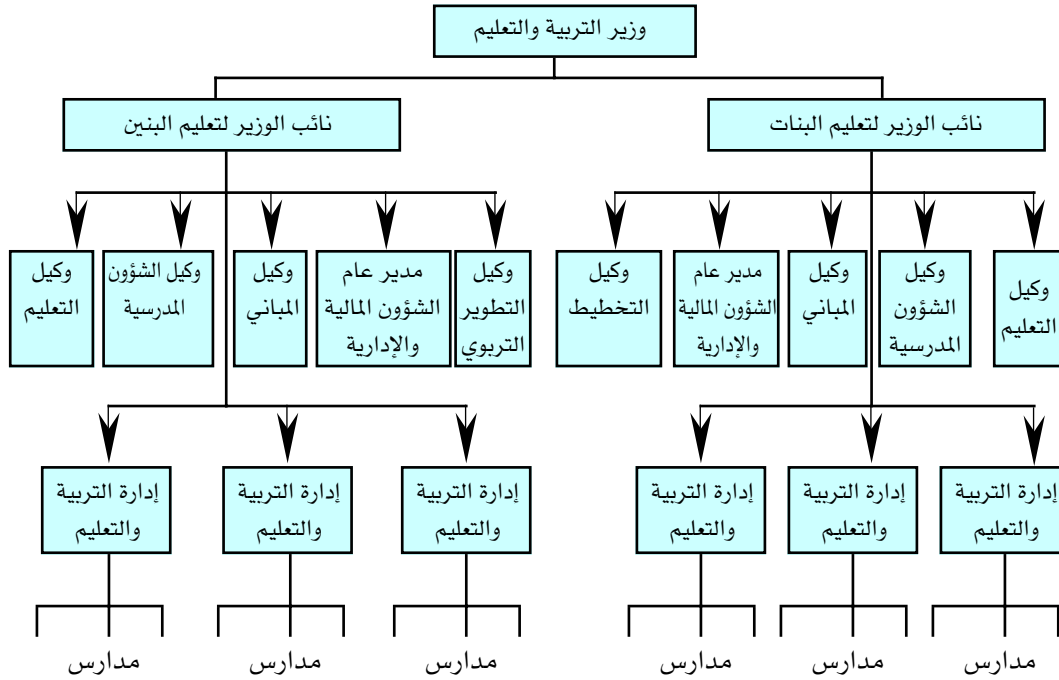 وزير التربية والتعليم
نائب الوزير لتعليم البنات
نائب الوزير لتعليم البنين
وكيل
التعليم
وكيل
الشؤون
المدرسية
وكيل
المباني
مدير عام
الشؤون المالية
والإدارية
وكيل
التخطيط
وكيل
التطوير
التربوي
مدير عام
الشؤون المالية
والإدارية
وكيل
المباني
وكيل الشؤون
المدرسية
وكيل
التعليم
إدارة التربية
والتعليم
إدارة التربية
والتعليم
إدارة التربية
والتعليم
إدارة التربية
والتعليم
إدارة التربية
والتعليم
إدارة التربية
والتعليم
مدارس
مدارس
مدارس
مدارس
مدارس
مدارس